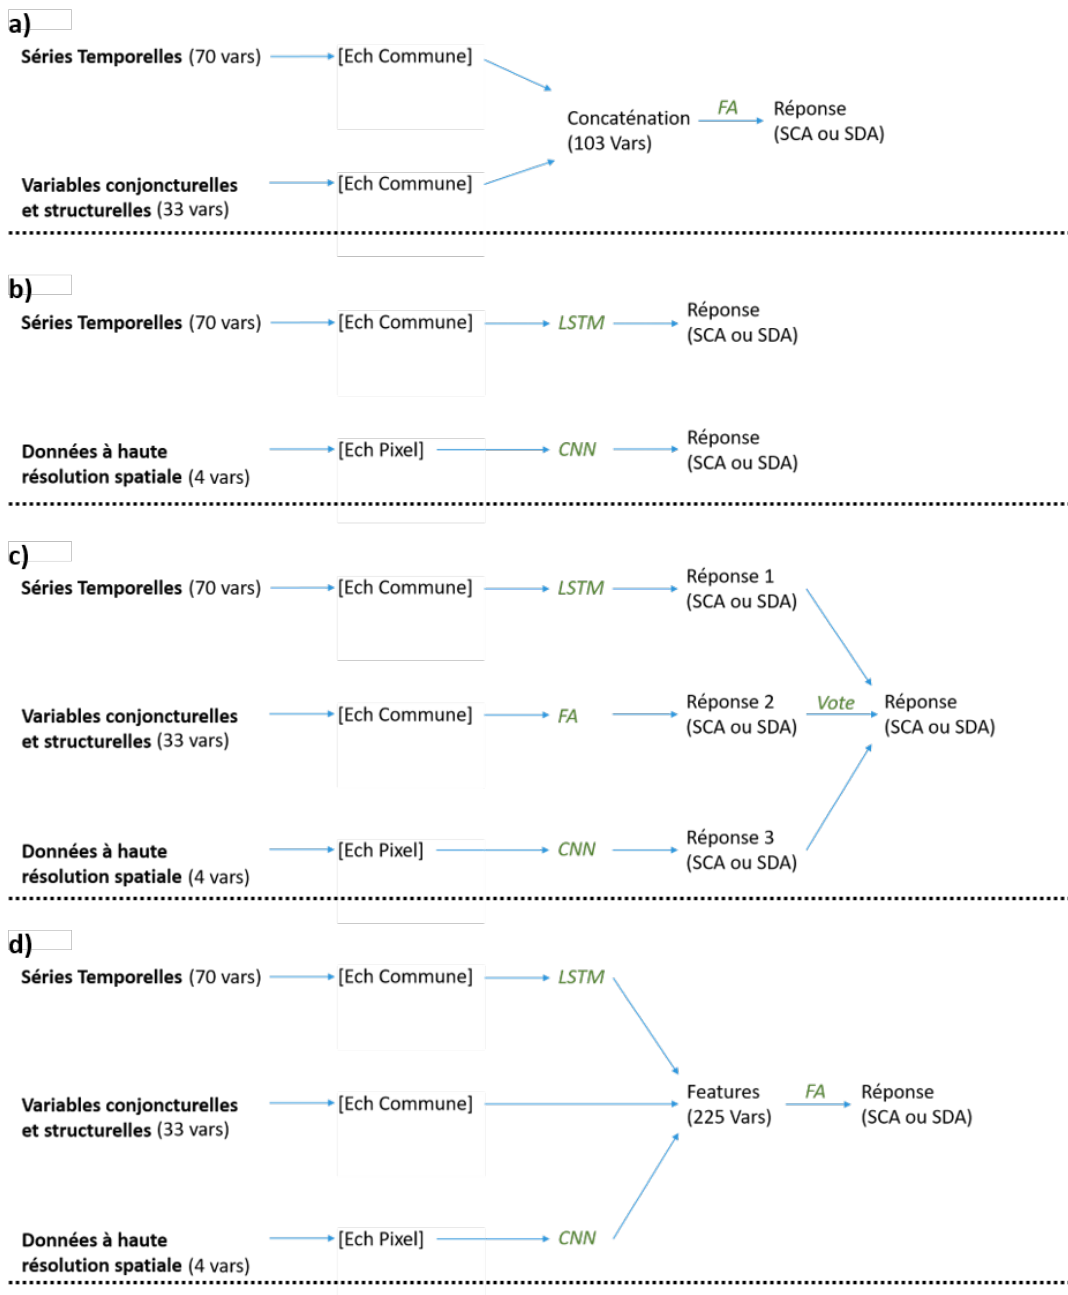 a)
Séries Temporelles (70 vars)
[Ech Commune]
Concaténation
(103 Vars)
FA
Réponse
(SCA ou SDA)
Variables conjoncturelles
et structurelles (33 vars)
[Ech Commune]
b)
Séries Temporelles (70 vars)
[Ech Commune]
LSTM
Réponse
(SCA ou SDA)
Données à haute
résolution spatiale (4 vars)
[Ech Pixel]
CNN
Réponse
(SCA ou SDA)
c)
Séries Temporelles (70 vars)
[Ech Commune]
LSTM
Réponse 1
(SCA ou SDA)
Variables conjoncturelles
et structurelles (33 vars)
[Ech Commune]
FA
Réponse 2
(SCA ou SDA)
Vote
Réponse
(SCA ou SDA)
Données à haute
résolution spatiale (4 vars)
[Ech Pixel]
CNN
Réponse 3
(SCA ou SDA)
d)
Séries Temporelles (70 vars)
[Ech Commune]
LSTM
Variables conjoncturelles
et structurelles (33 vars)
[Ech Commune]
Features
(225 Vars)
FA
Réponse
(SCA ou SDA)
Données à haute
résolution spatiale (4 vars)
[Ech Pixel]
CNN